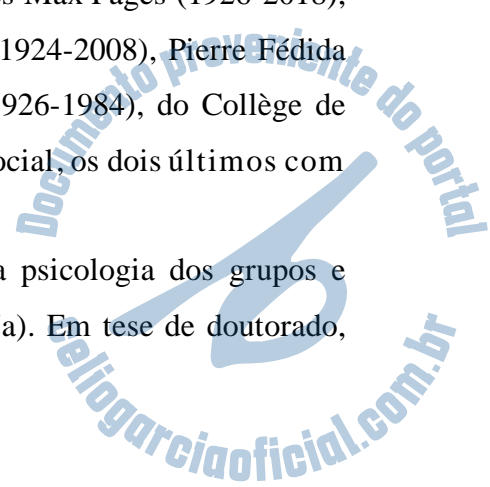 es Max Pagès (1926-2018),
1924-2008), Pierre Fédida
926-1984), do Collège de
ocial, os dois últimos com
a psicologia dos grupos e
a). Em tese de doutorado,
Documento proveniente do portal
celiogarciaoficial.com.br